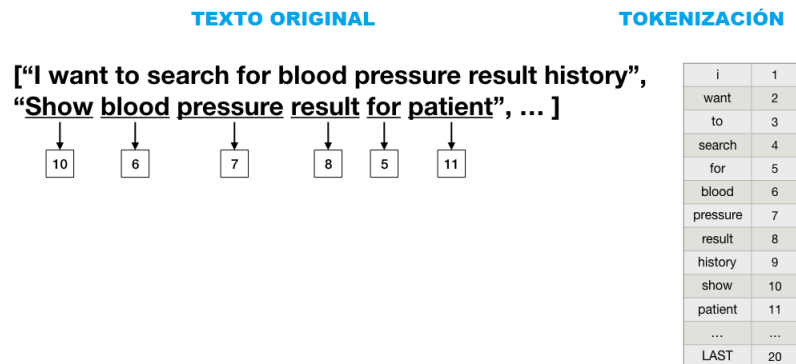 TEXTO ORIGINAL
TOKENIZACIÓN
[“I want to search for blood pressure result history”,
“Show blood pressure result for patient”, ... ]
10 6 7 8 5 11
i 1
want 2
to 3
search 4
for 5
blood 6
pressure 7
result 8
history 9
show 10
patient 11
... ...
LAST 20